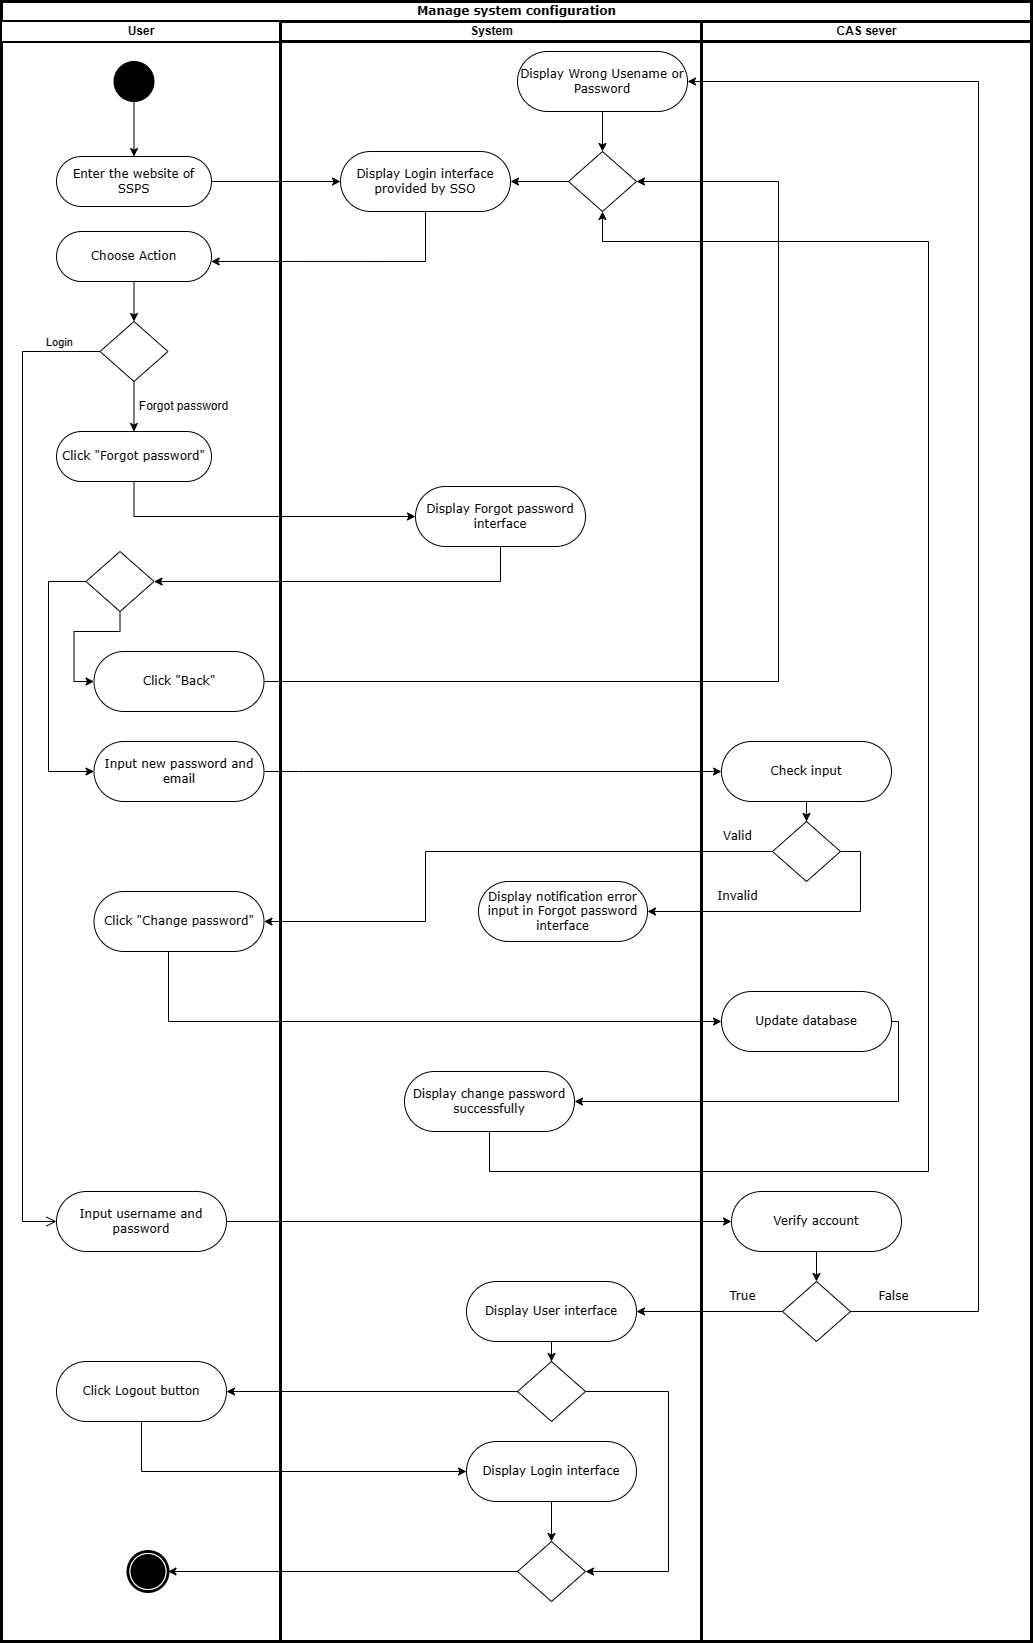 Manage system configuration
User
System
CAS sever
Display Wrong Usename or
Password
Enter the website of
SSPS
Display Login interface
provided by SSO
Choose Action
Login
Forgot password
Click "Forgot password"
Display Forgot password
interface
Click "Back"
Input new password and
email
Check input
Valid
Invalid
Display notification error
input in Forgot password
interface
Click "Change password"
Update database
Display change password
successfully
Input username and
password
Verify account
True
False
Display User interface
Click Logout button
Display Login interface